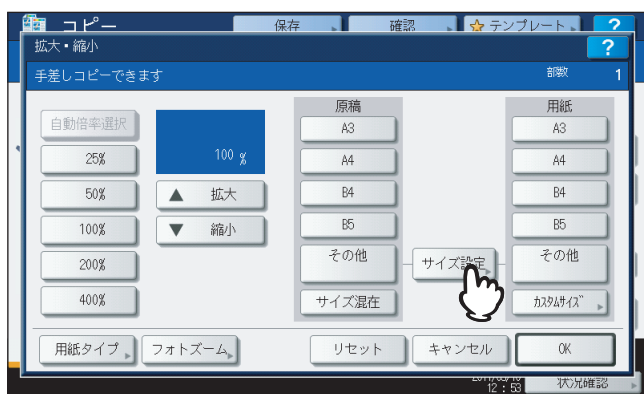 コピー
保存
確認
テンプレート
?
拡大・縮小
?
手差しコピーできます
部数 1
自動倍率選択
25%
50%
100%
200%
400%
100 %
▲ 拡大
▼ 縮小
原稿
A3
A4
B4
B5
その他
サイズ混在
サイズ設定
用紙
A3
A4
B4
B5
その他
カスタムサイズ
用紙タイプ
フォトズーム
リセット
キャンセル
OK
12:53
状況確認